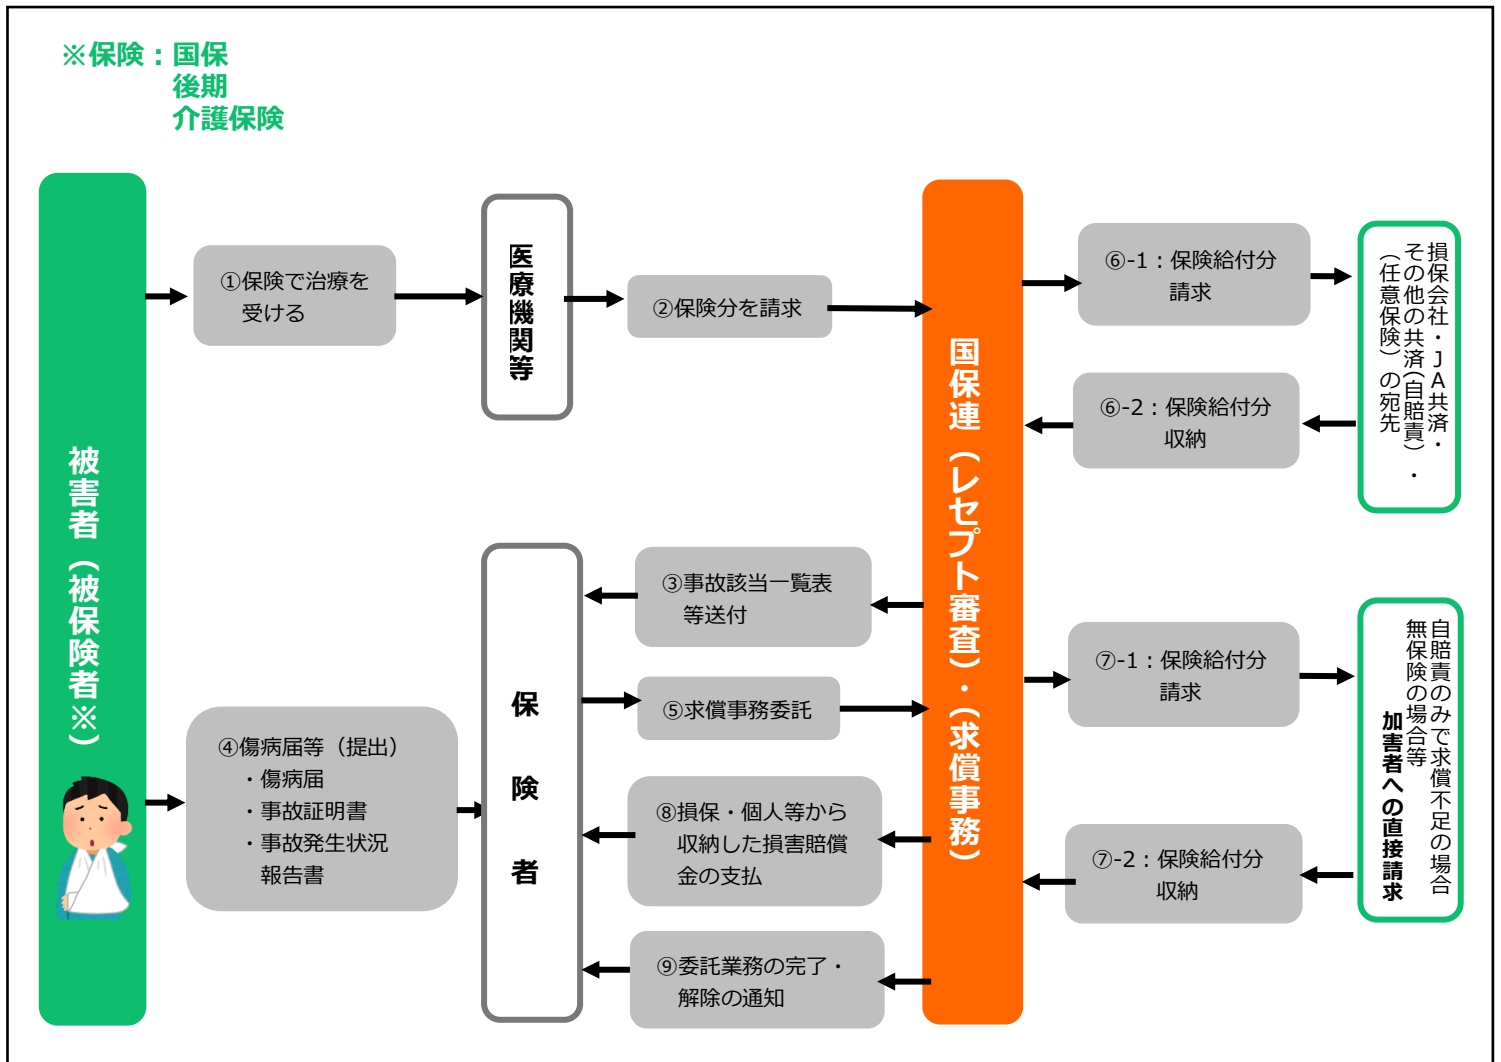 ※保険：国保
後期
介護保険
被害者（被保険者※）
①保険で治療を
受ける
医療機関等
②保険分を請求
国保連（レセプト審査）・（求償事務）
⑥-1：保険給付分
請求
⑥-2：保険給付分
収納
損保会社・ＪＡ共済・
その他の共済（自賠責）・
（任意保険）の宛先
③事故該当一覧表
等送付
保険者
⑤求償事務委託
④傷病届等（提出）
・傷病届
・事故証明書
・事故発生状況
報告書
⑧損保・個人等から
収納した損害賠償
金の支払
⑨委託業務の完了・
解除の通知
⑦-1：保険給付分
請求
⑦-2：保険給付分
収納
自賠責のみで求償不足の場合
無保険の場合等
加害者への直接請求